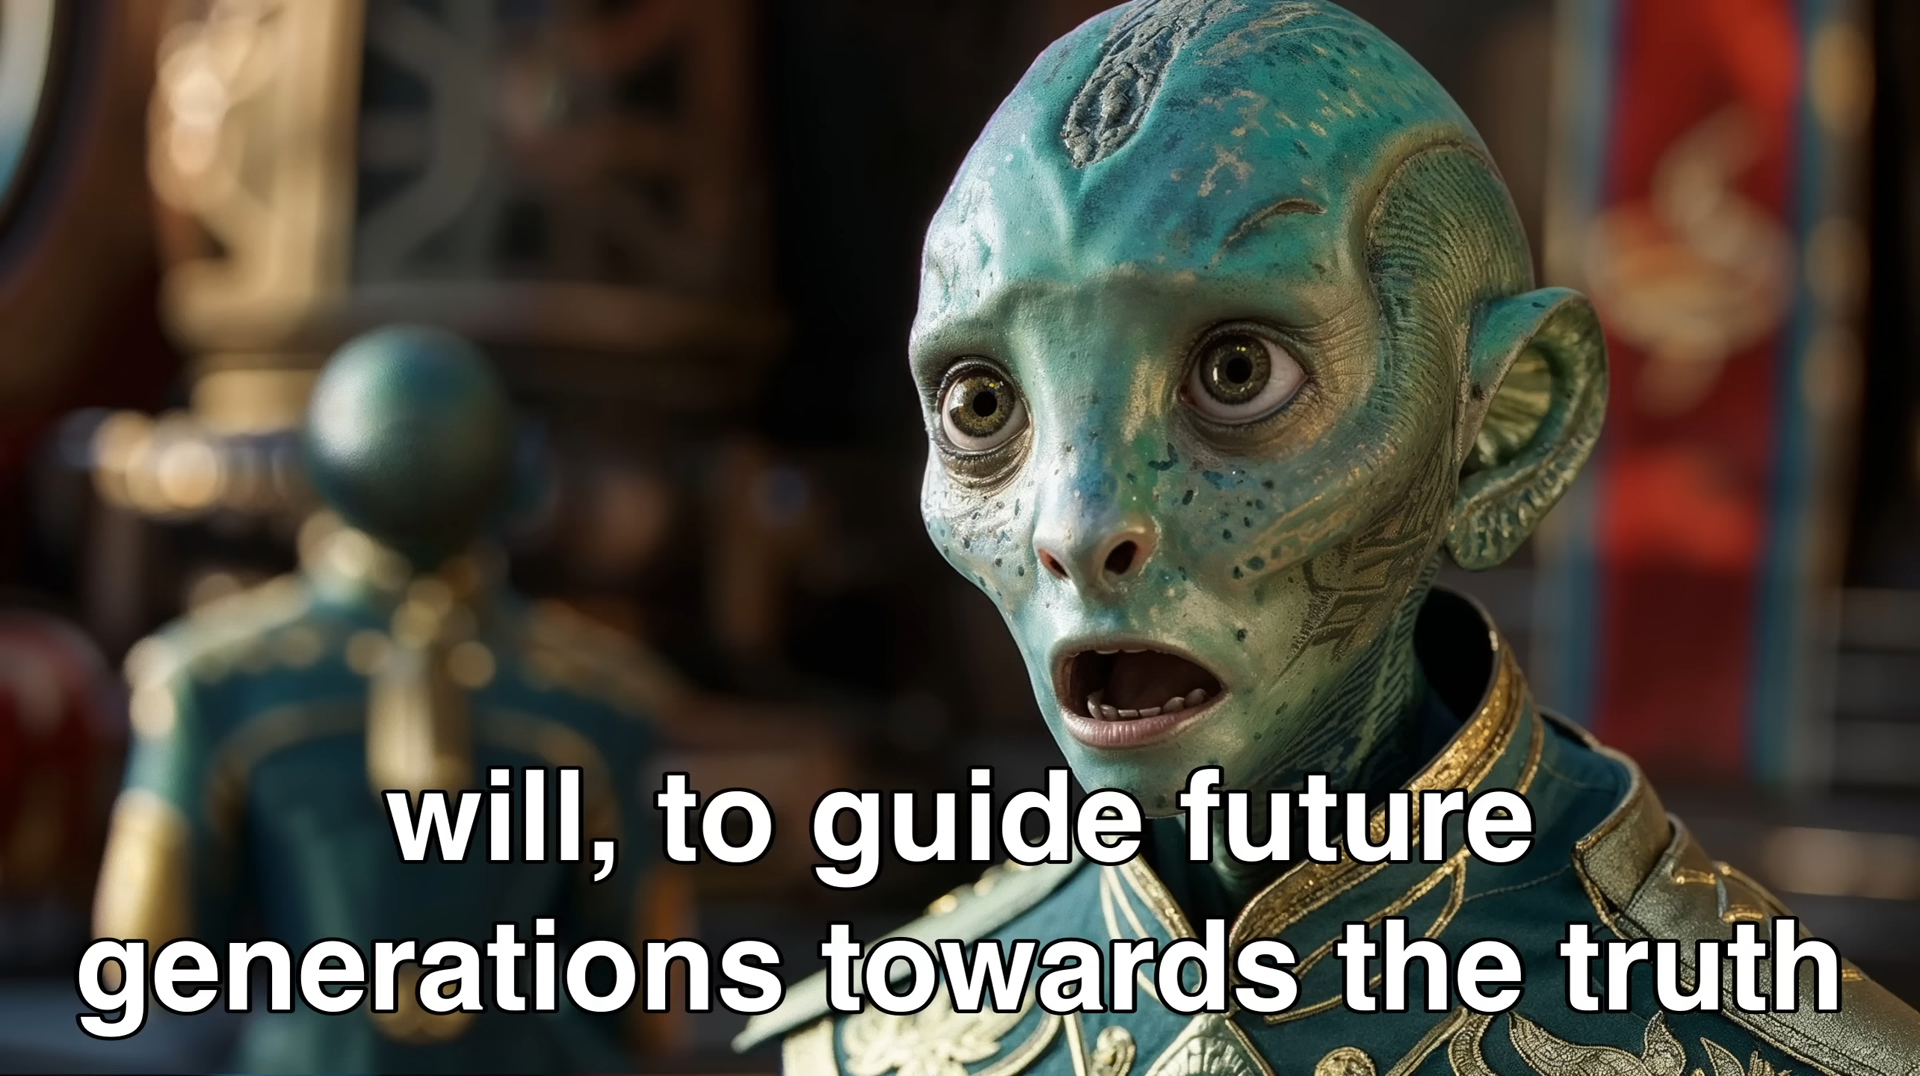 will, to guide future
generations towards the truth